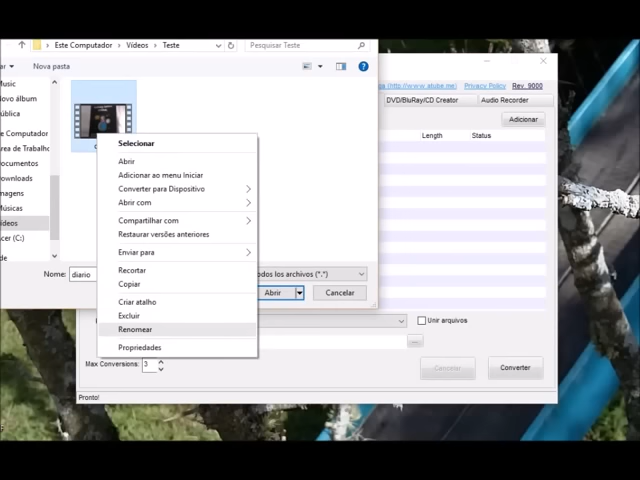 Este Computador > Vídeos > Teste
Pesquisar Teste
Nova pasta
(http://www.atube.me)
Privacy Policy
Rev. 9000
DVD/BluRay/CD Creator
Audio Recorder
Adicionar
Length
Status
Music
ovo álbum
ública
e Computador
rea de Trabalho
ocumentos
ownloads
magens
Músicas
ídeos
cer (C:)
de
Selecionar
Abrir
Adicionar ao menu Iniciar
Converter para Dispositivo
Abrir com
Compartilhar com
Restaurar versões anteriores
Enviar para
Recortar
Copiar
Criar atalho
Excluir
Renomear
Propriedades
Nome:
diario
odos los archivos (*.*)
Abrir
Cancelar
Unir arquivos
...
Max Conversions:
3
Cancelar
Converter
Pronto!